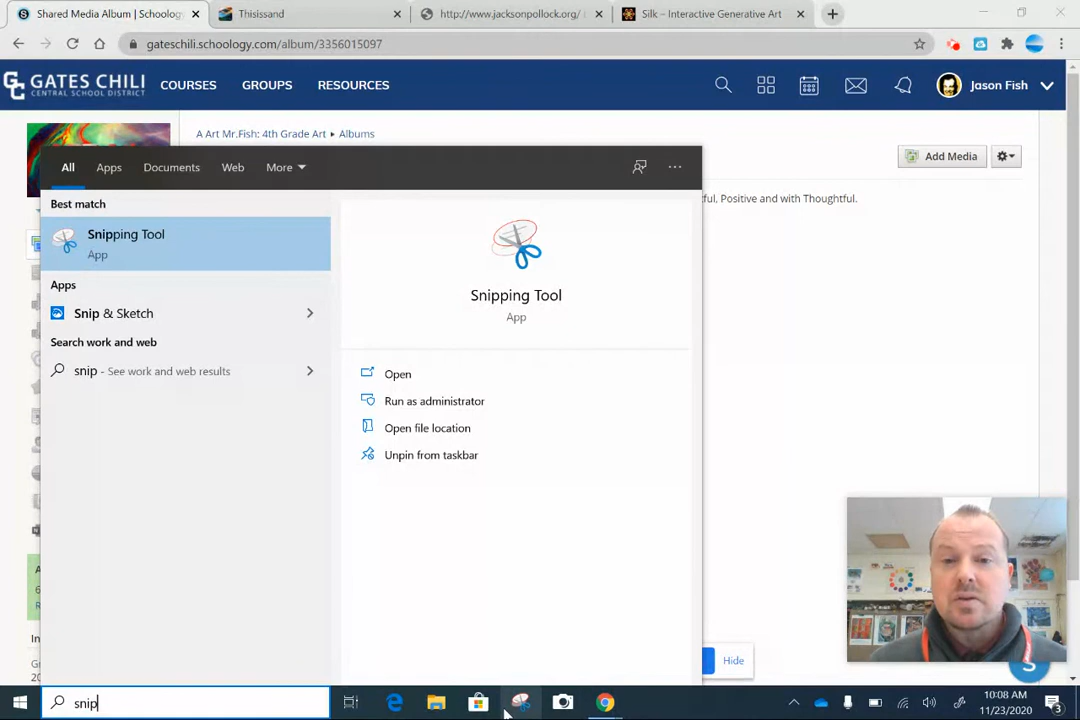 Shared Media Album | Schoology
Thisissand
http://www.jacksonpollock.org/
Silk – Interactive Generative Art
gateschili.schoology.com/album/3356015097
GATES CHILI
CENTRAL SCHOOL DISTRICT
COURSES
GROUPS
RESOURCES
Jason Fish
A Art Mr.Fish: 4th Grade Art ▸ Albums
Add Media
All
Apps
Documents
Web
More
tful, Positive and with Thoughtful.
Best match
Snipping Tool
App
Apps
Snip & Sketch
Search work and web
snip - See work and web results
Snipping Tool
App
Open
Run as administrator
Open file location
Unpin from taskbar
Hide
S
snip
10:08 AM
11/23/2020
3